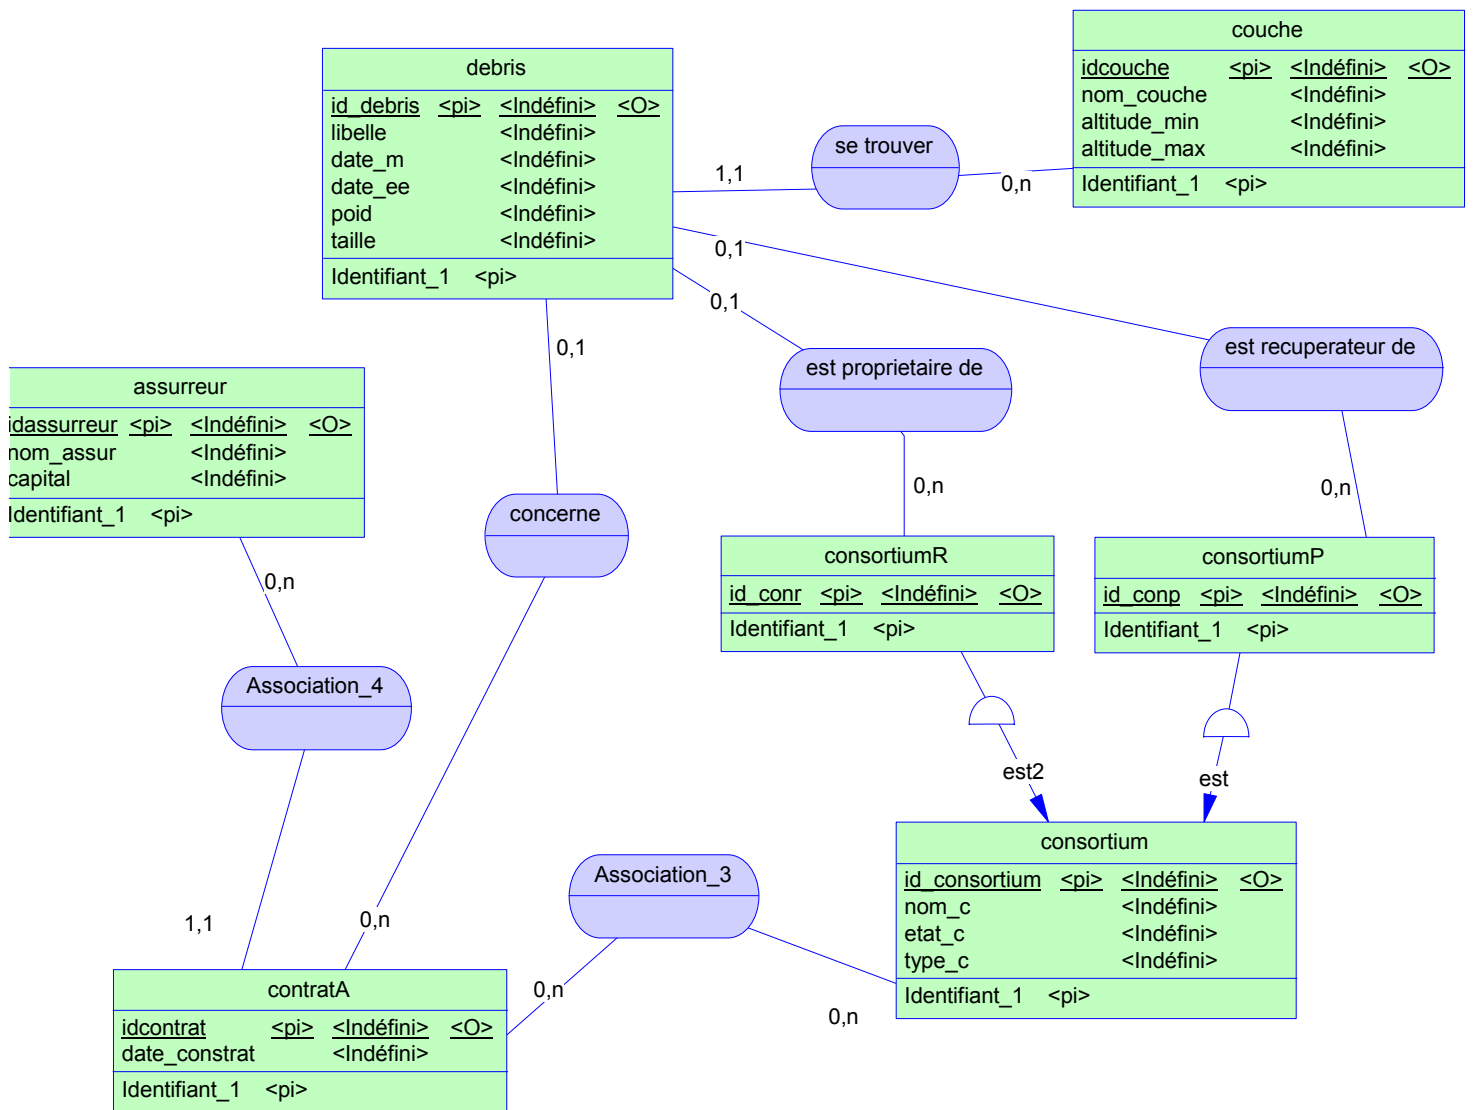 couche
idcouche <pi> <Indéfini> <O>
nom_couche <Indéfini>
altitude_min <Indéfini>
altitude_max <Indéfini>
Identifiant_1 <pi>
debris
id_debris <pi> <Indéfini> <O>
libelle <Indéfini>
date_m <Indéfini>
date_ee <Indéfini>
poid <Indéfini>
taille <Indéfini>
Identifiant_1 <pi>
se trouver
1,1
0,n
0,1
0,1
0,1
est proprietaire de
est recuperateur de
assurreur
idassurreur <pi> <Indéfini> <O>
nom_assur <Indéfini>
capital <Indéfini>
Identifiant_1 <pi>
concerne
0,n
0,n
consortiumR
id_conr <pi> <Indéfini> <O>
Identifiant_1 <pi>
consortiumP
id_conp <pi> <Indéfini> <O>
Identifiant_1 <pi>
0,n
Association_4
est2
est
consortium
id_consortium <pi> <Indéfini> <O>
nom_c <Indéfini>
etat_c <Indéfini>
type_c <Indéfini>
Identifiant_1 <pi>
Association_3
1,1
0,n
0,n
0,n
contratA
idcontrat <pi> <Indéfini> <O>
date_constrat <Indéfini>
Identifiant_1 <pi>